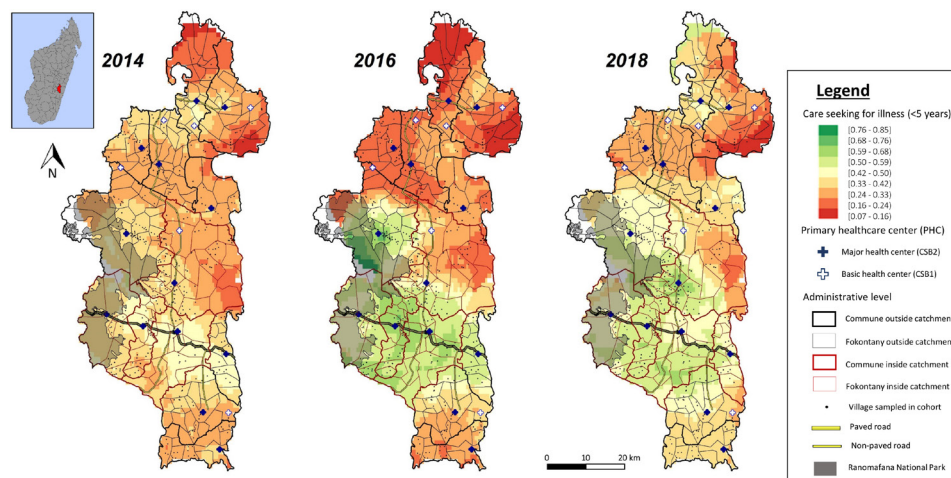 2014
2016
2018
N
0 10 20 km
Legend
Care seeking for illness (<5 years)
[0.76 - 0.85]
(0.68 - 0.76]
(0.59 - 0.68]
(0.50 - 0.59]
(0.42 - 0.50]
(0.33 - 0.42]
(0.24 - 0.33]
(0.16 - 0.24]
[0.07 - 0.16]
Primary healthcare center (PHC)
Major health center (CSB2)
Basic health center (CSB1)
Administrative level
Commune outside catchmen
Fokontany outside catchmen
Commune inside catchment
Fokontany inside catchment
Village sampled in cohort
Paved road
Non-paved road
Ranomafana National Park